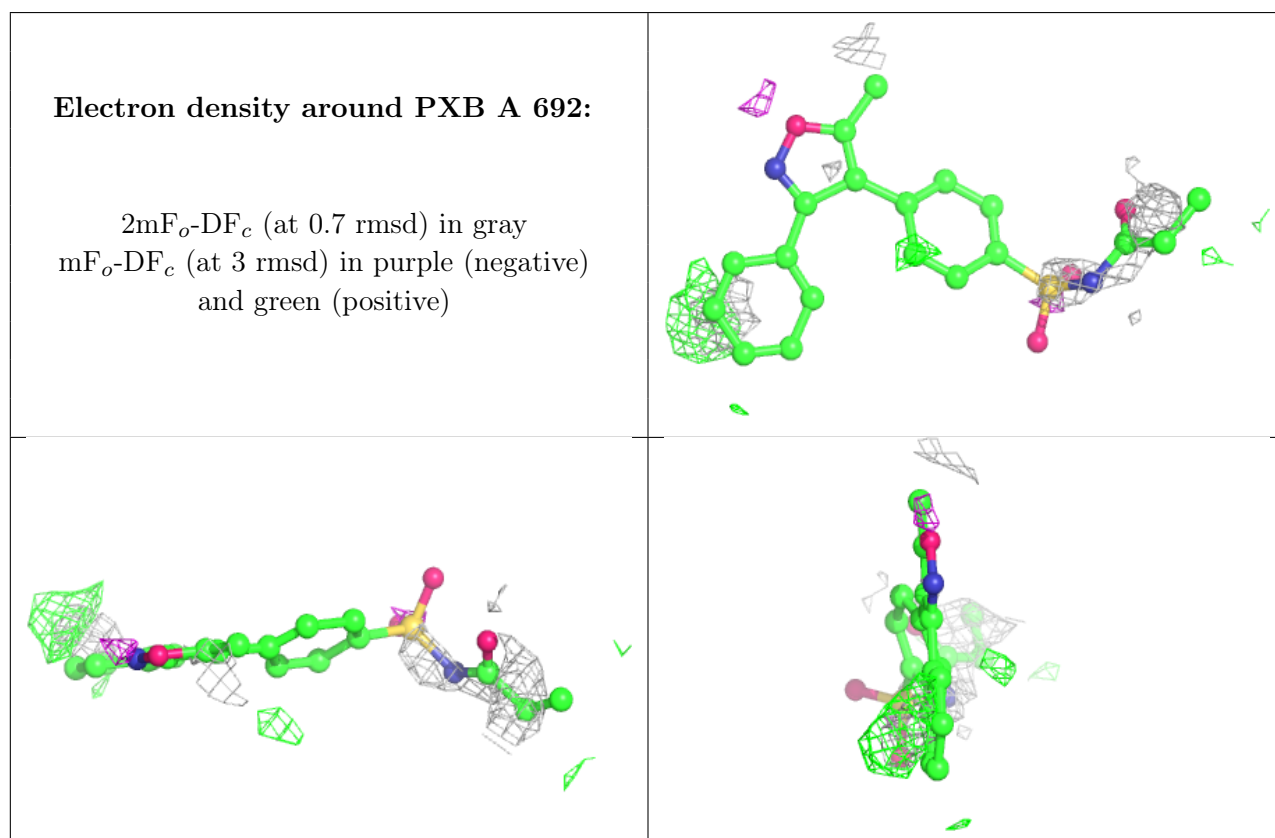 Electron density around PXB A 692:
2mFo-DFc (at 0.7 rmsd) in gray
mFo-DFc (at 3 rmsd) in purple (negative)
and green (positive)